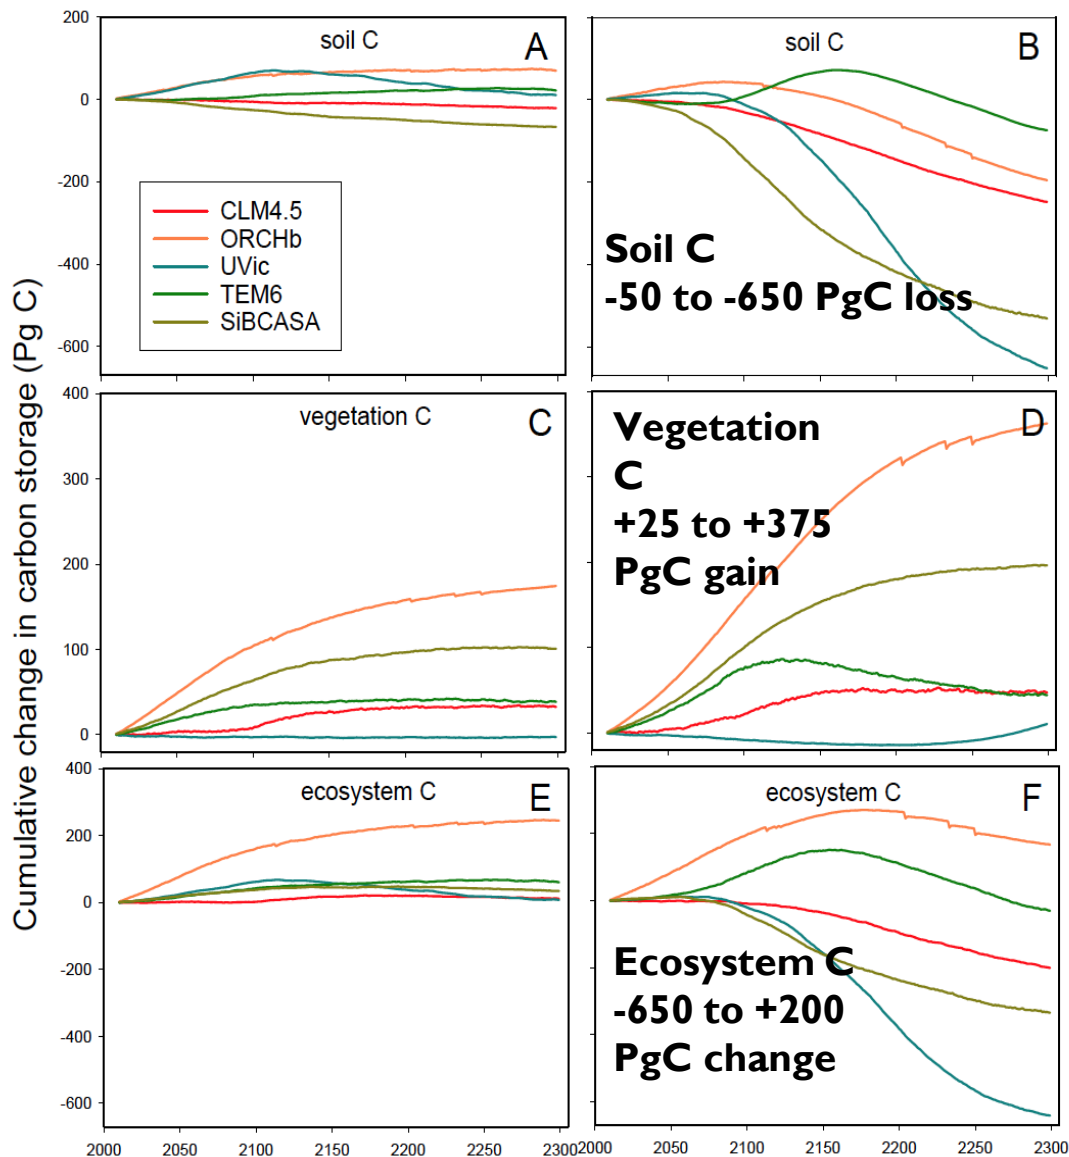 Cumulative change in carbon storage (Pg C)
200
0
-200
-400
-600
soil C
A
CLM4.5
ORCHb
UVic
TEM6
SiBCASA
soil C
B
Soil C
-50 to -650 PgC loss
400
300
200
100
0
vegetation C
C
D
Vegetation
C
+25 to +375
PgC gain
400
200
0
-200
-400
-600
ecosystem C
E
ecosystem C
F
Ecosystem C
-650 to +200
PgC change
2000 2050 2100 2150 2200 2250 2300
2000 2050 2100 2150 2200 2250 2300